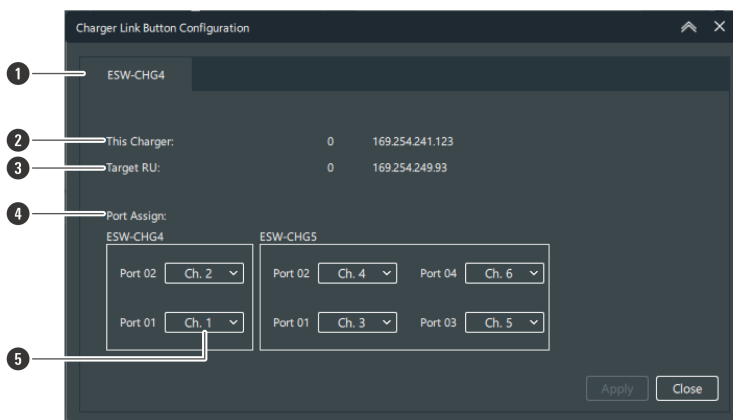 Charger Link Button Configuration
1 ESW-CHG4
2 This Charger: 0 169.254.241.123
3 Target RU: 0 169.254.249.93
4 Port Assign:
ESW-CHG4 ESW-CHG5
Port 02 Ch. 2 Port 02 Ch. 4 Port 04 Ch. 6
Port 01 Ch. 1 Port 01 Ch. 3 Port 03 Ch. 5
5
Apply Close